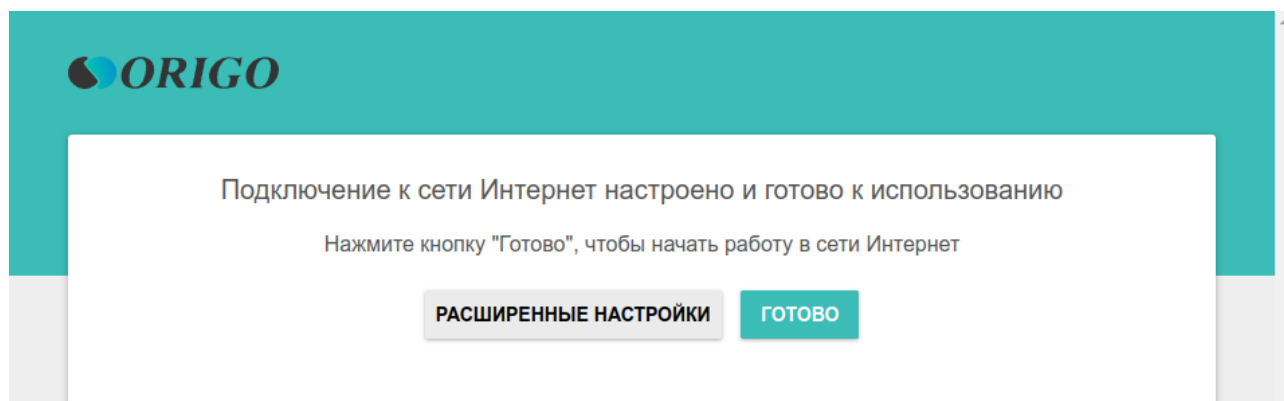 ORIGO
Подключение к сети Интернет настроено и готово к использованию
Нажмите кнопку "Готово", чтобы начать работу в сети Интернет
РАСШИРЕННЫЕ НАСТРОЙКИ
ГОТОВО